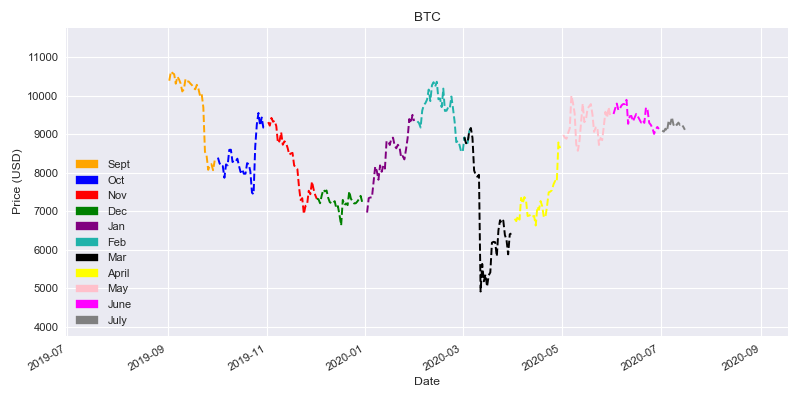 BTC
Price (USD)
11000
10000
9000
8000
7000
6000
5000
4000
Sept
Oct
Nov
Dec
Jan
Feb
Mar
April
May
June
July
2019-07
2019-09
2019-11
2020-01
2020-03
2020-05
2020-07
2020-09
Date